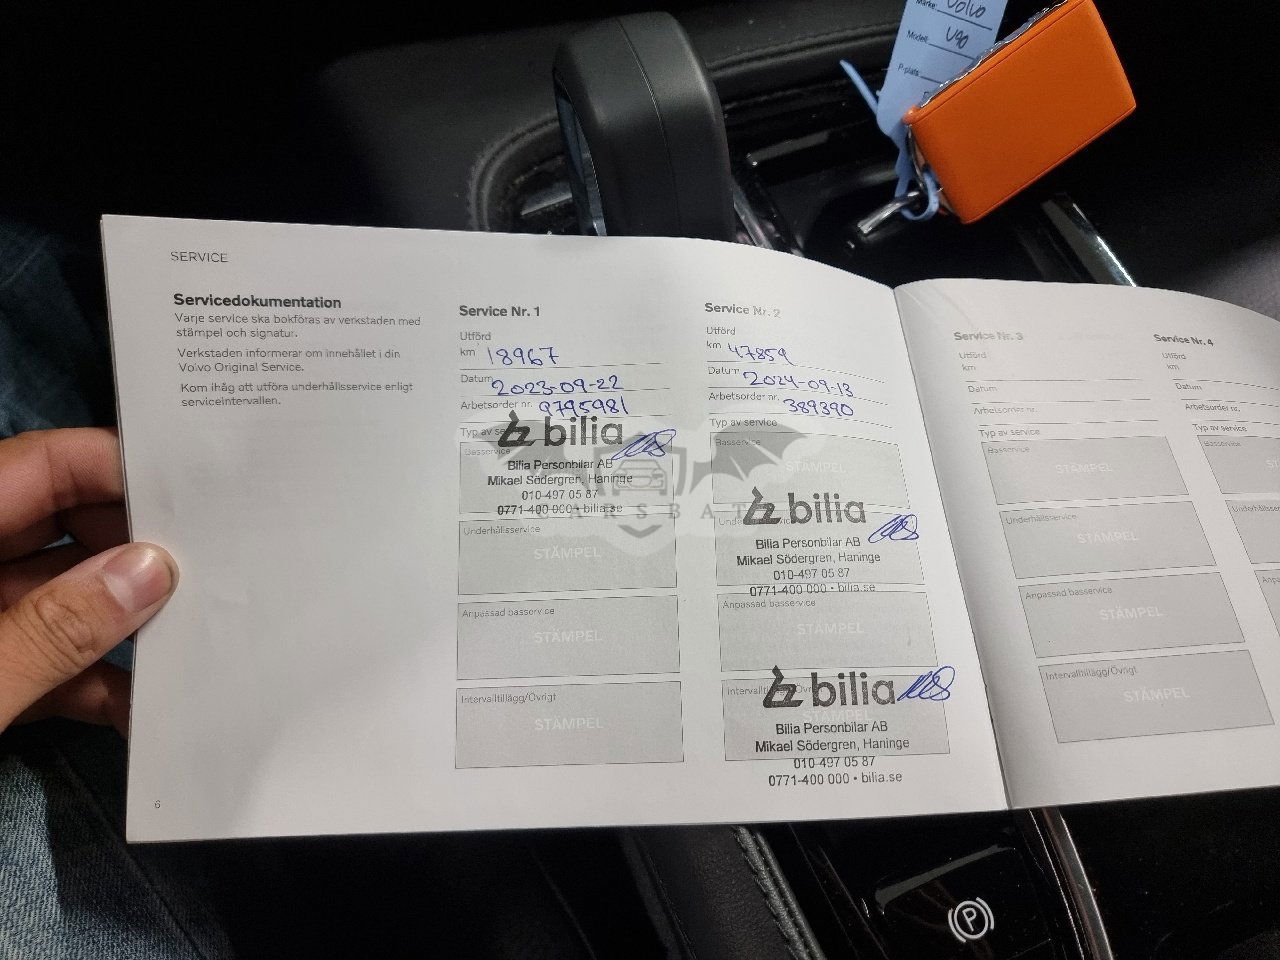 Märke: Volvo
Modell: V90
P-plats:
SERVICE
Servicedokumentation
Varje service ska bokföras av verkstaden med
stämpel och signatur.
Verkstaden informerar om innehållet i din
Volvo Original Service.
Kom ihåg att utföra underhållsservice enligt
serviceintervallen.
6
Service Nr. 1
Utförd
km 18967
Datum 2023-09-22
Arbetsorder nr. 9795981
Typ av
Basservice
bilia
Bilia Personbilar AB
Mikael Södergren, Haninge
010-497 05 87
0771-400 000 • bilia.se
Underhållsservice
STÄMPEL
Anpassad basservice
STÄMPEL
Intervalltillägg/Övrigt
STÄMPEL
Service Nr. 2
Utförd
km 47859
Datum 2024-09-13
Arbetsorder nr. 389390
Typ av service
Basservice
STÄMPEL
bilia
Bilia Personbilar AB
Mikael Södergren, Haninge
010-497 05 87
0771-400 000 • bilia.se
Anpassad basservice
STÄMPEL
bilia
STÄMPEL
Bilia Personbilar AB
Mikael Södergren, Haninge
010-497 05 87
0771-400 000 • bilia.se
CARSBAT
Service Nr. 3
Utförd
km
Datum
Arbetsorder nr.
Typ av service
Basservice
STÄMPEL
Underhållsservice
STÄMPEL
Anpassad basservice
STÄMPEL
Intervalltillägg/Övrigt
STÄMPEL
Service Nr. 4
Utförd
km
Datum
Arbetsorder nr.
Typ av service
Basservice
P